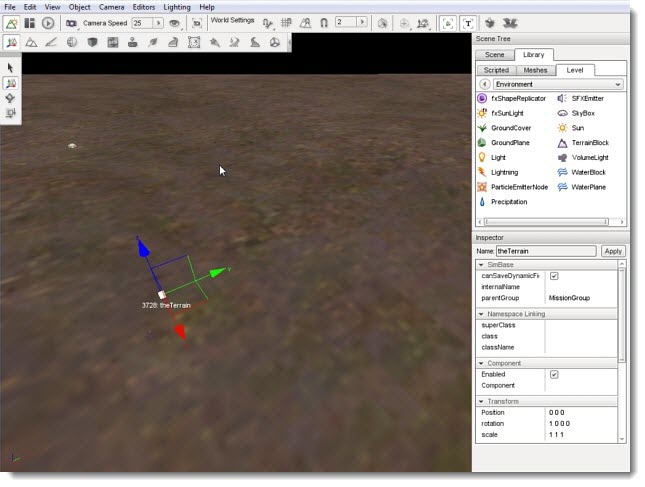 File Edit View Object Camera Editors Lighting Help
Camera Speed 25 World Settings 2
Scene Tree
Scene Library
Scripted Meshes Level
Environment
fxShapeReplicator SFXEmitter
fxSunLight SkyBox
GroundCover Sun
GroundPlane TerrainBlock
Light VolumeLight
Lightning WaterBlock
ParticleEmitterNode WaterPlane
Precipitation
Inspector
Name: theTerrain Apply
SimBase
canSaveDynamicFi
internalName
parentGroup MissionGroup
Namespace Linking
superClass
class
className
Component
Enabled
Component
Transform
Position 0 0 0
rotation 1 0 0 0
scale 1 1 1
Y
3728: theTerrain